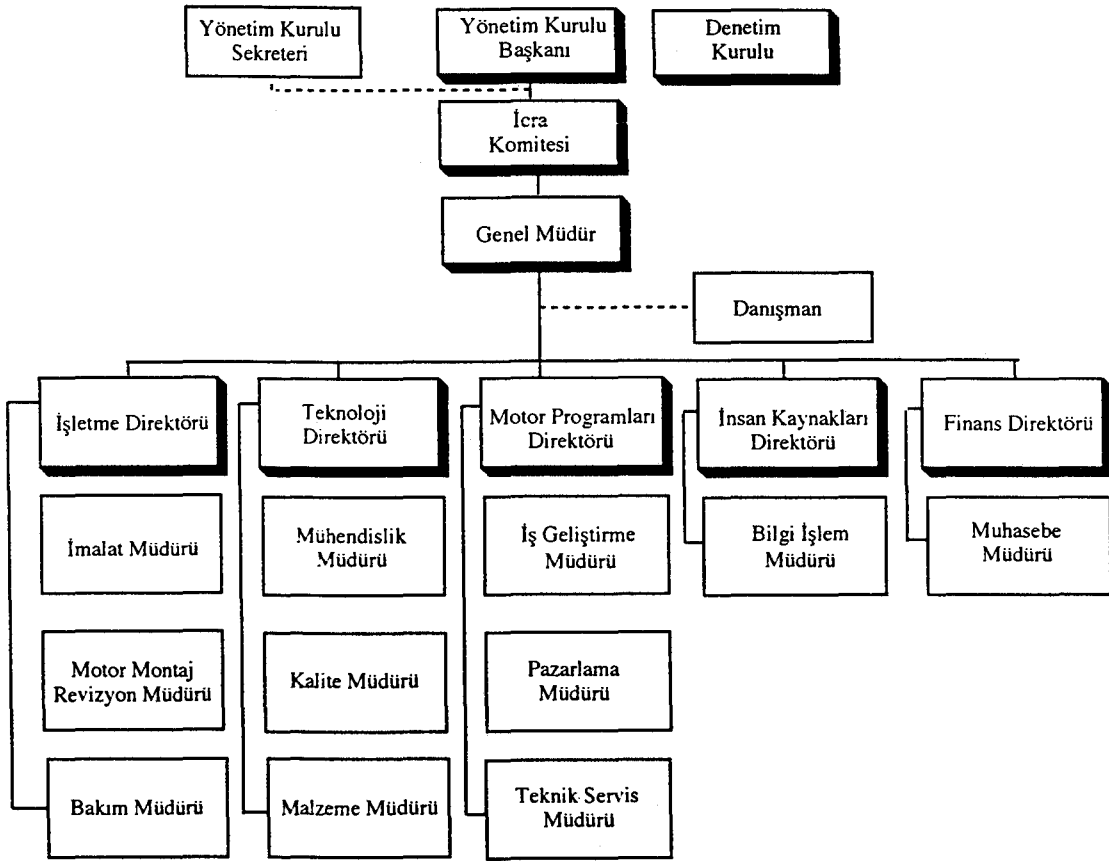 Yönetim Kurulu
Sekreteri
Yönetim Kurulu
Başkanı
Denetim
Kurulu
İcra
Komitesi
Genel Müdür
Danışman
İşletme Direktörü
Teknoloji
Direktörü
Motor Programları
Direktörü
İnsan Kaynakları
Direktörü
Finans Direktörü
İmalat Müdürü
Mühendislik
Müdürü
İş Geliştirme
Müdürü
Bilgi İşlem
Müdürü
Muhasebe
Müdürü
Motor Montaj
Revizyon Müdürü
Kalite Müdürü
Pazarlama
Müdürü
Bakım Müdürü
Malzeme Müdürü
Teknik Servis
Müdürü